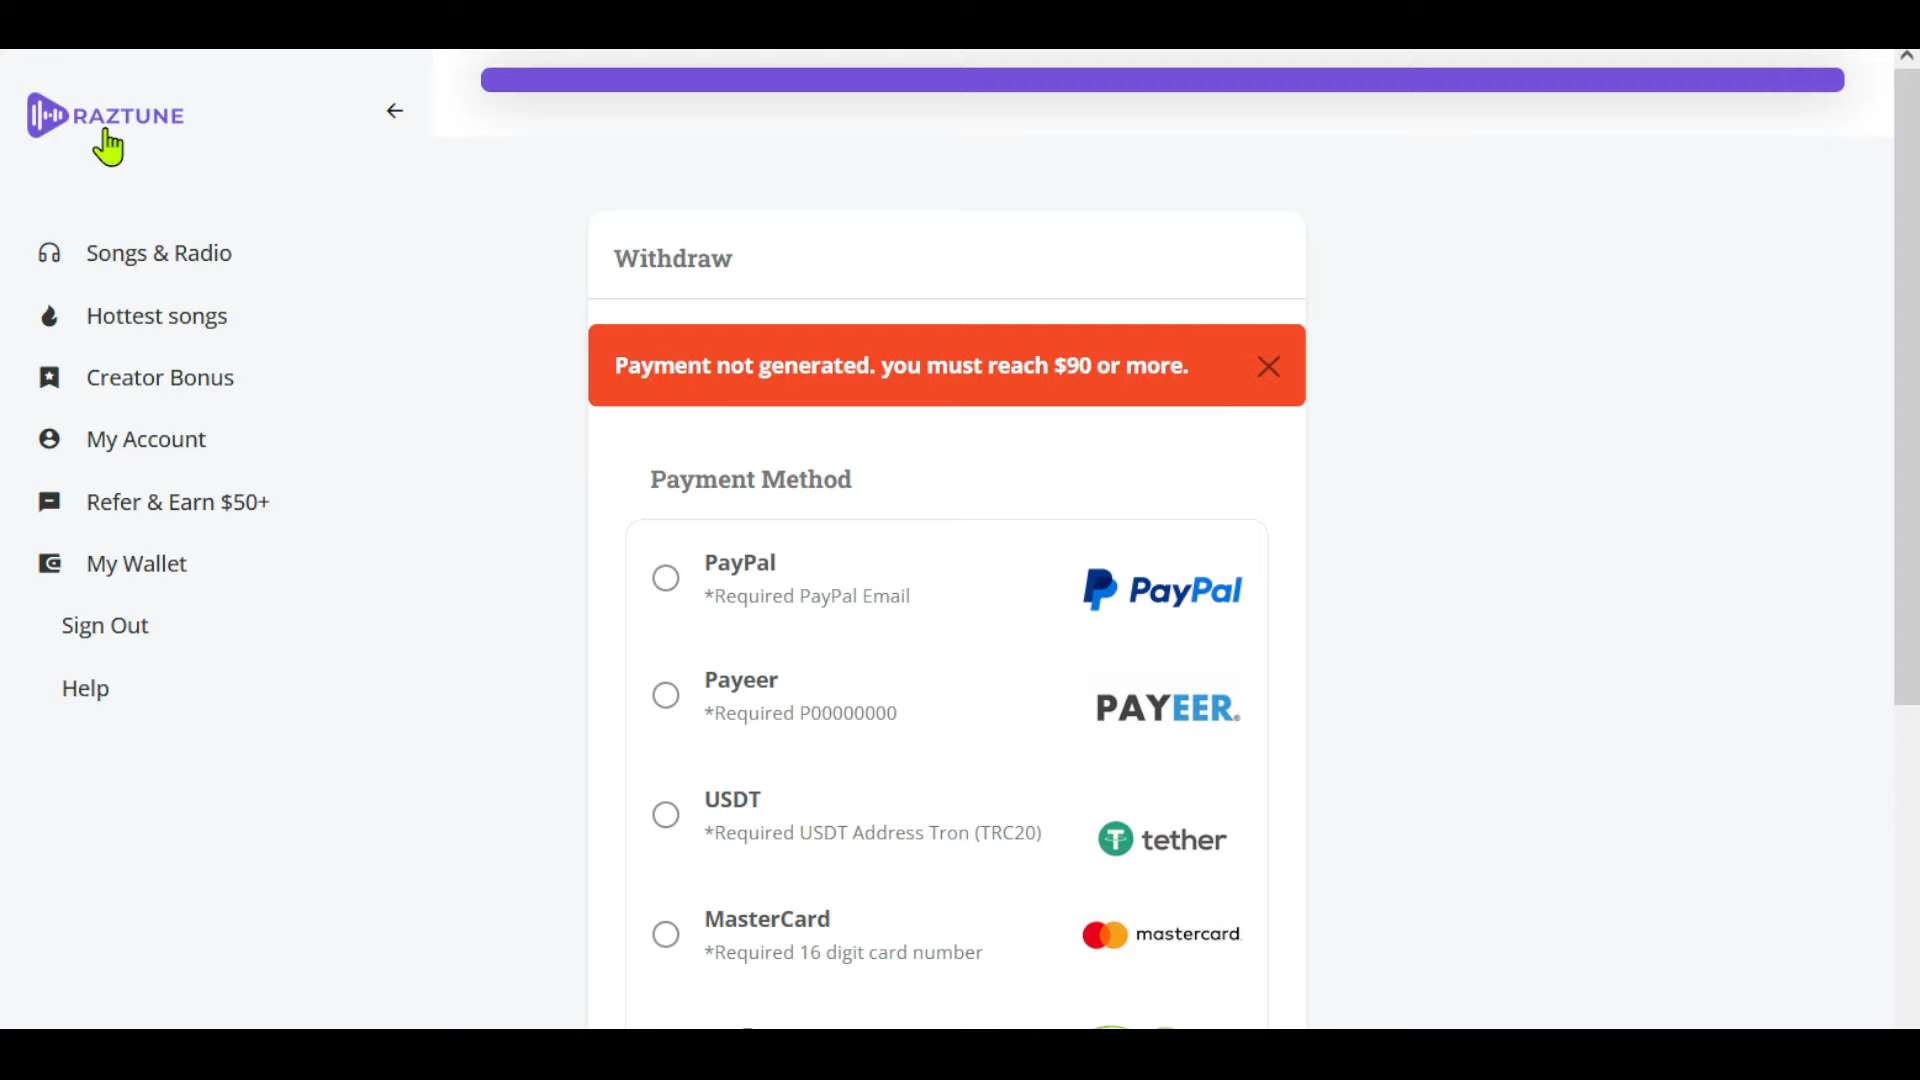 RAZTUNE
Songs & Radio
Hottest songs
Creator Bonus
My Account
Refer & Earn $50+
My Wallet
Sign Out
Help
Withdraw
Payment not generated. you must reach $90 or more.
Payment Method
PayPal
*Required PayPal Email
PayPal
Payeer
*Required P00000000
PAYEER®
USDT
*Required USDT Address Tron (TRC20)
tether
MasterCard
*Required 16 digit card number
mastercard.